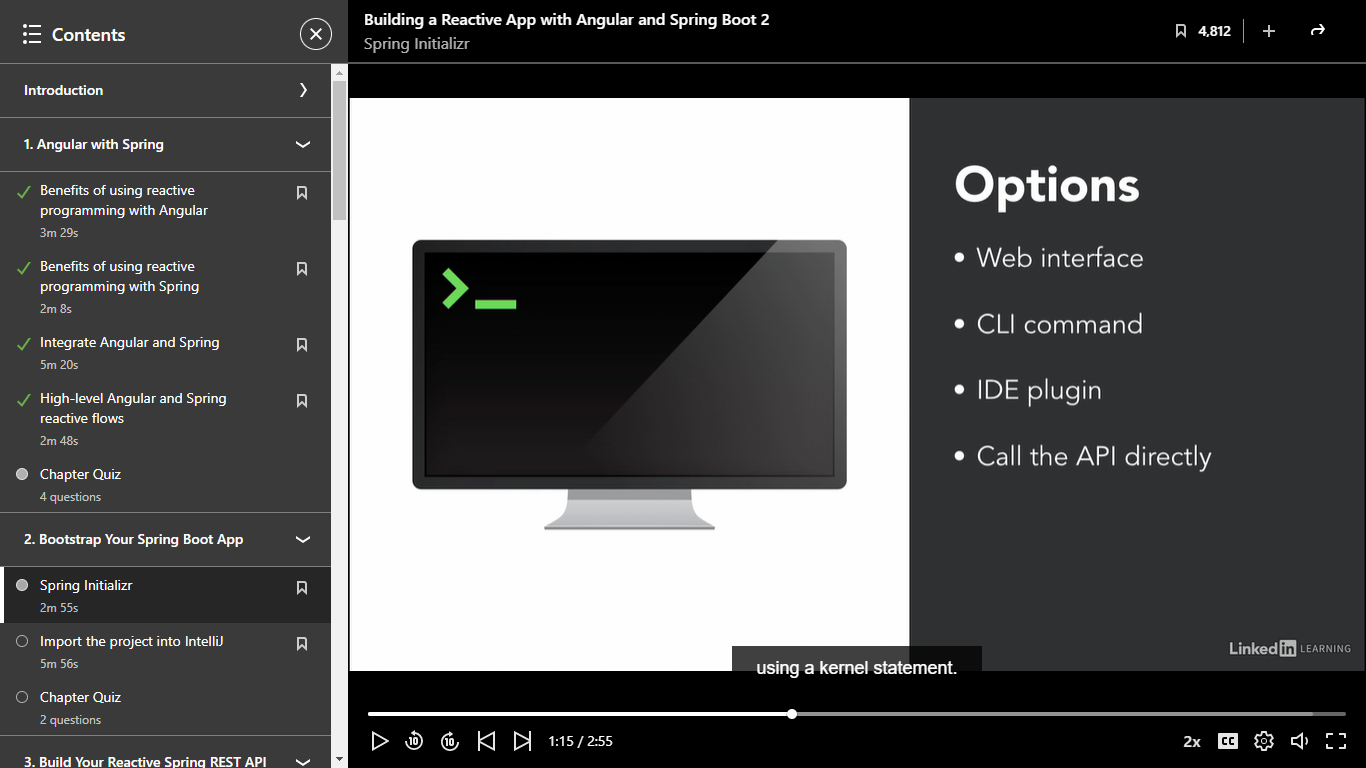 Contents
Introduction
1. Angular with Spring
Benefits of using reactive
programming with Angular
3m 29s
Benefits of using reactive
programming with Spring
2m 8s
Integrate Angular and Spring
5m 20s
High-level Angular and Spring
reactive flows
2m 48s
Chapter Quiz
4 questions
2. Bootstrap Your Spring Boot App
Spring Initializr
2m 55s
Import the project into IntelliJ
5m 56s
Chapter Quiz
2 questions
3. Build Your Reactive Spring REST API
Building a Reactive App with Angular and Spring Boot 2
Spring Initializr
4,812
Options
• Web interface
• CLI command
• IDE plugin
• Call the API directly
LinkedIn LEARNING
using a kernel statement.
10
10
1:15 / 2:55
2x
CC